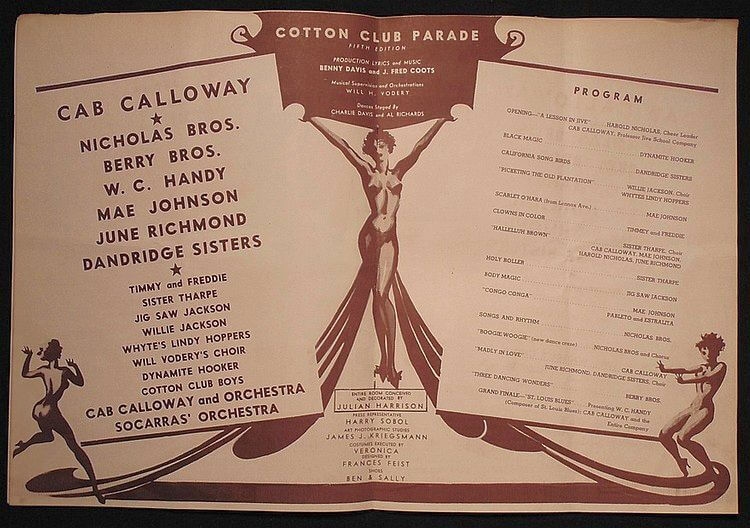 COTTON CLUB PARADE
FIFTH EDITION
PRODUCTION LYRICS and MUSIC
BENNY DAVIS and J. FRED COOTS
Musical Supervision and Orchestrations
WILL H. VODERY
Dances Staged By
CHARLIE DAVIS and AL RICHARDS
CAB CALLOWAY
NICHOLAS BROS.
BERRY BROS.
W. C. HANDY
MAE JOHNSON
JUNE RICHMOND
DANDRIDGE SISTERS
TIMMY and FREDDIE
SISTER THARPE
JIG SAW JACKSON
WILLIE JACKSON
WHYTE'S LINDY HOPPERS
WILL VODERY'S CHOIR
DYNAMITE HOOKER
COTTON CLUB BOYS
CAB CALLOWAY and ORCHESTRA
SOCARRAS' ORCHESTRA
ENTIRE ROOM CONCEIVED
AND DECORATED BY
JULIAN HARRISON
PRESS REPRESENTATIVE
HARRY SOBOL
ART PHOTOGRAPHIC STUDIES
JAMES J. KRIEGSMANN
COSTUMES EXECUTED BY
VERONICA
DESIGNED BY
FRANCES FEIST
SHOES
BEN & SALLY
PROGRAM
OPENING—"A LESSON IN JIVE" HAROLD NICHOLAS, Cheer Leader
CAB CALLOWAY, Professor Jive School Company
BLACK MAGIC DYNAMITE HOOKER
CALIFORNIA SONG BIRDS DANDRIDGE SISTERS
"PICKETING THE OLD PLANTATION" WILLIE JACKSON, Choir
WHYTES LINDY HOPPERS
SCARLET O'HARA (from Lennox Ave.) MAE JOHNSON
CLOWNS IN COLOR TIMMEY and FREDDIE
"HALLELUH BROWN" SISTER THARPE, Choir
CAB CALLOWAY, MAE JOHNSON,
HAROLD NICHOLAS, JUNE RICHMOND
HOLY ROLLER SISTER THARPE
BODY MAGIC JIG SAW JACKSON
"CONGO CONGA" MAE JOHNSON
PABLETO and ESTRALITA
SONGS AND RHYTHM NICHOLAS BROS.
"BOOGIE WOOGIE" (new dance craze) NICHOLAS BROS and Chorus
"MADLY IN LOVE" CAB CALLOWAY
JUNE RICHMOND, DANDRIDGE SISTERS, Choir
"THREE DANCING WONDERS" BERRY BROS.
GRAND FINALE—"ST. LOUIS BLUES" Presenting W. C. HANDY
(Composer of St. Louis Blues); CAB CALLOWAY and the
Entire Company